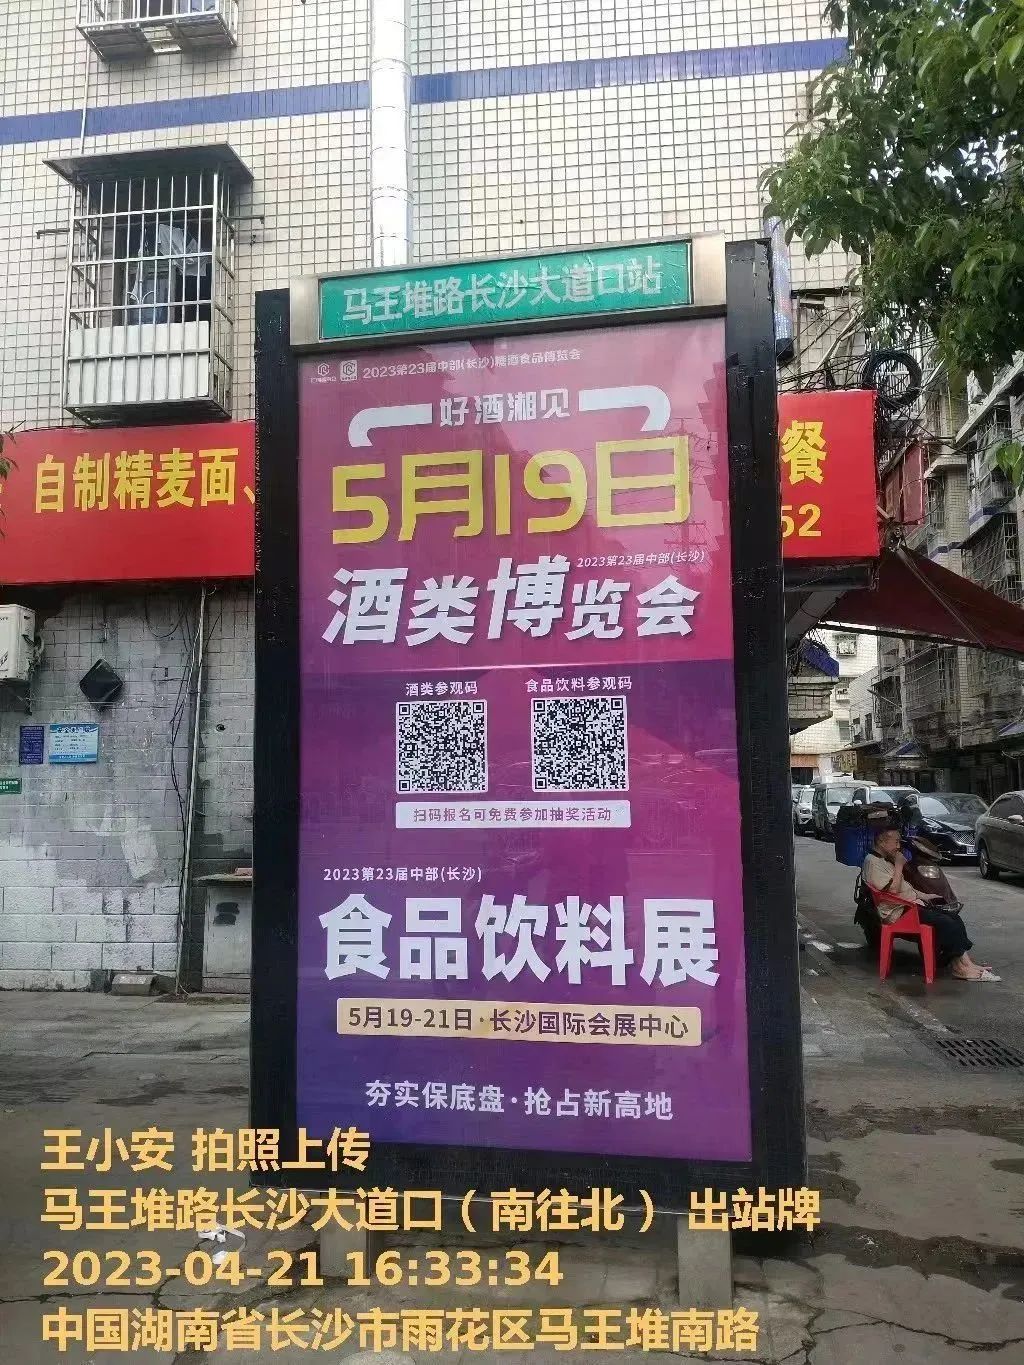 马王堆路长沙大道口站
2023第23届中部(长沙)糖酒食品博览会
好酒湘见
5月19日
2023第23届中部(长沙)
酒类博览会
酒类参观码 食品饮料参观码
扫码报名可免费参加抽奖活动
2023第23届中部(长沙)
食品饮料展
5月19-21日·长沙国际会展中心
夯实保底盘·抢占新高地
自制精麦面、
餐
52
王小安 拍照上传
马王堆路长沙大道口（南往北） 出站牌
2023-04-21 16:33:34
中国湖南省长沙市雨花区马王堆南路